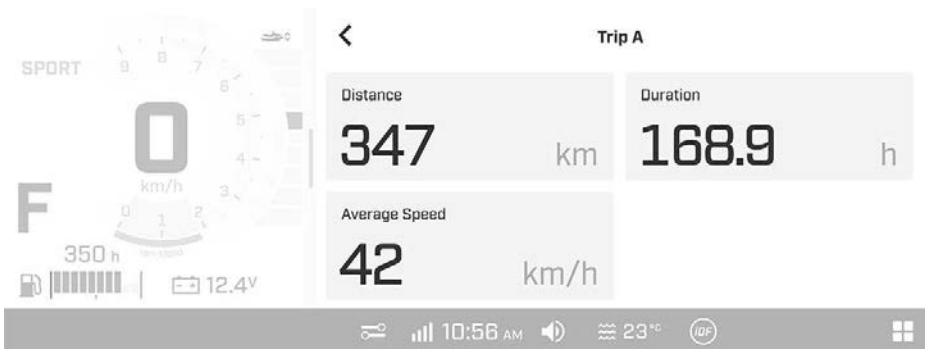 Trip A
SPORT
9 8 7
6
5
4
3
0
km/h
0 1 2
F
350 h
12.4V
Distance
347 km
Duration
168.9 h
Average Speed
42 km/h
10:56 AM
23°C
iDF